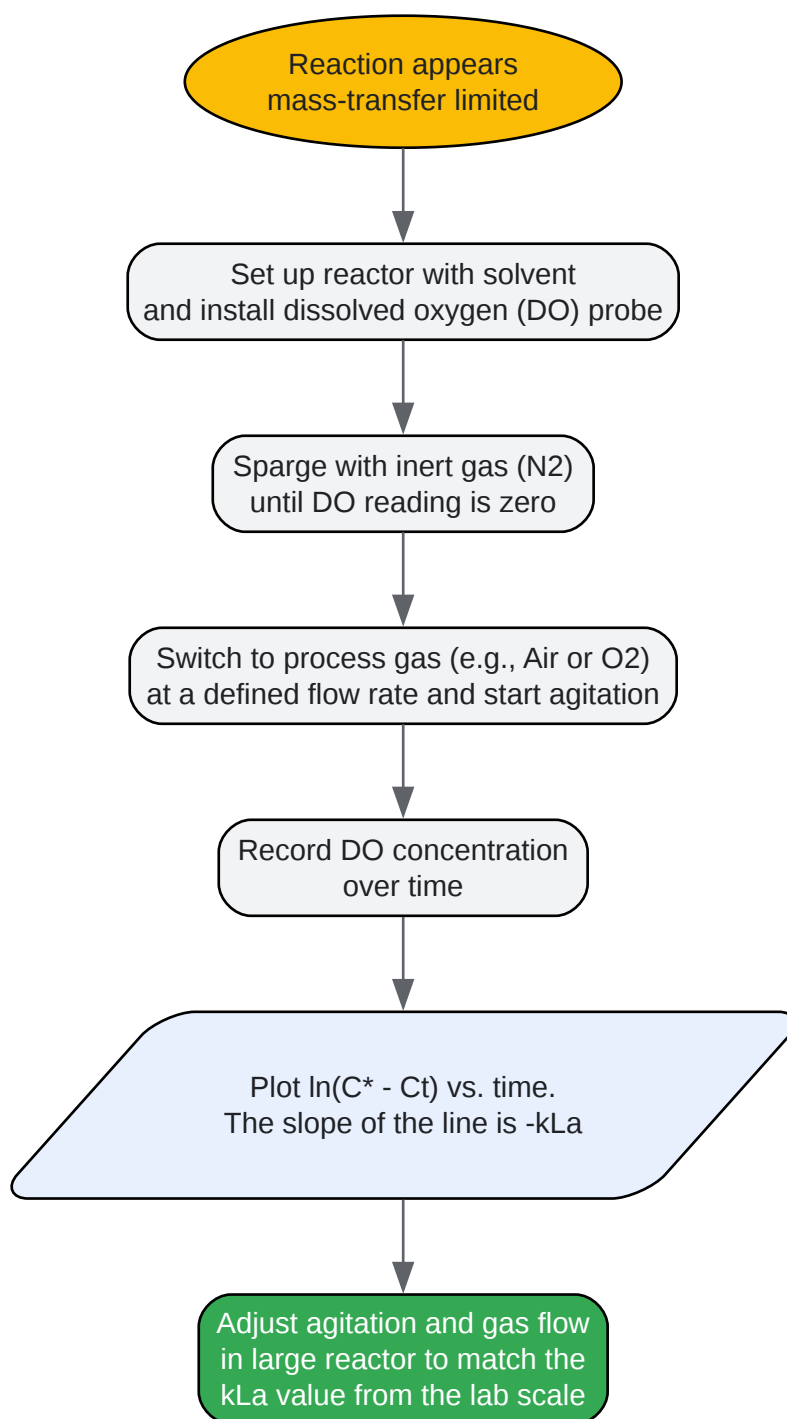 Reaction appears
mass-transfer limited
Set up reactor with solvent
and install dissolved oxygen (DO) probe
Sparge with inert gas (N2)
until DO reading is zero
Switch to process gas (e.g., Air or O2)
at a defined flow rate and start agitation
Record DO concentration
over time
Plot ln(C* - Ct) vs. time.
The slope of the line is -kLa
Adjust agitation and gas flow
in large reactor to match the
kLa value from the lab scale